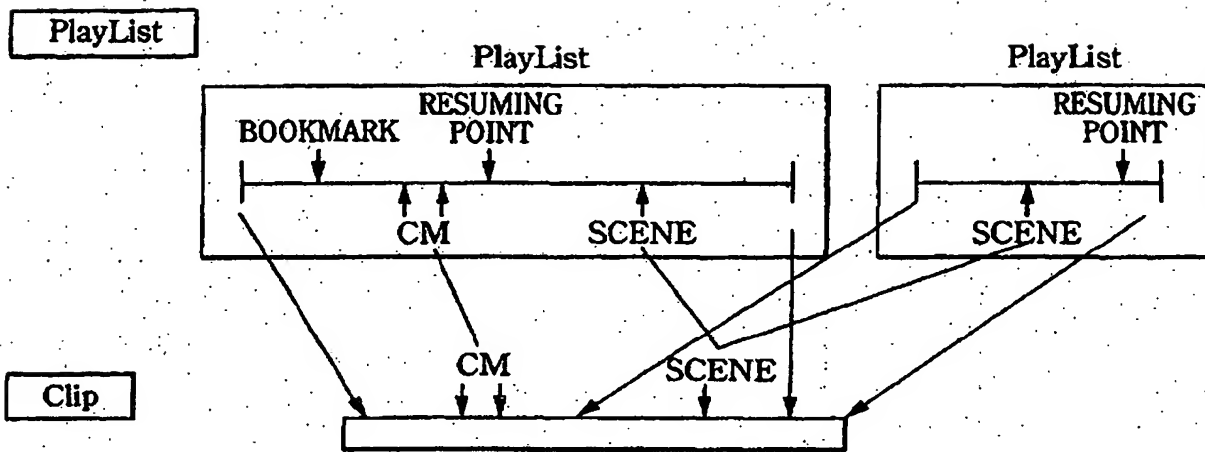 PlayList
PlayList
PlayList
BOOKMARK
RESUMING
POINT
RESUMING
POINT
CM
SCENE
SCENE
CM
SCENE
Clip